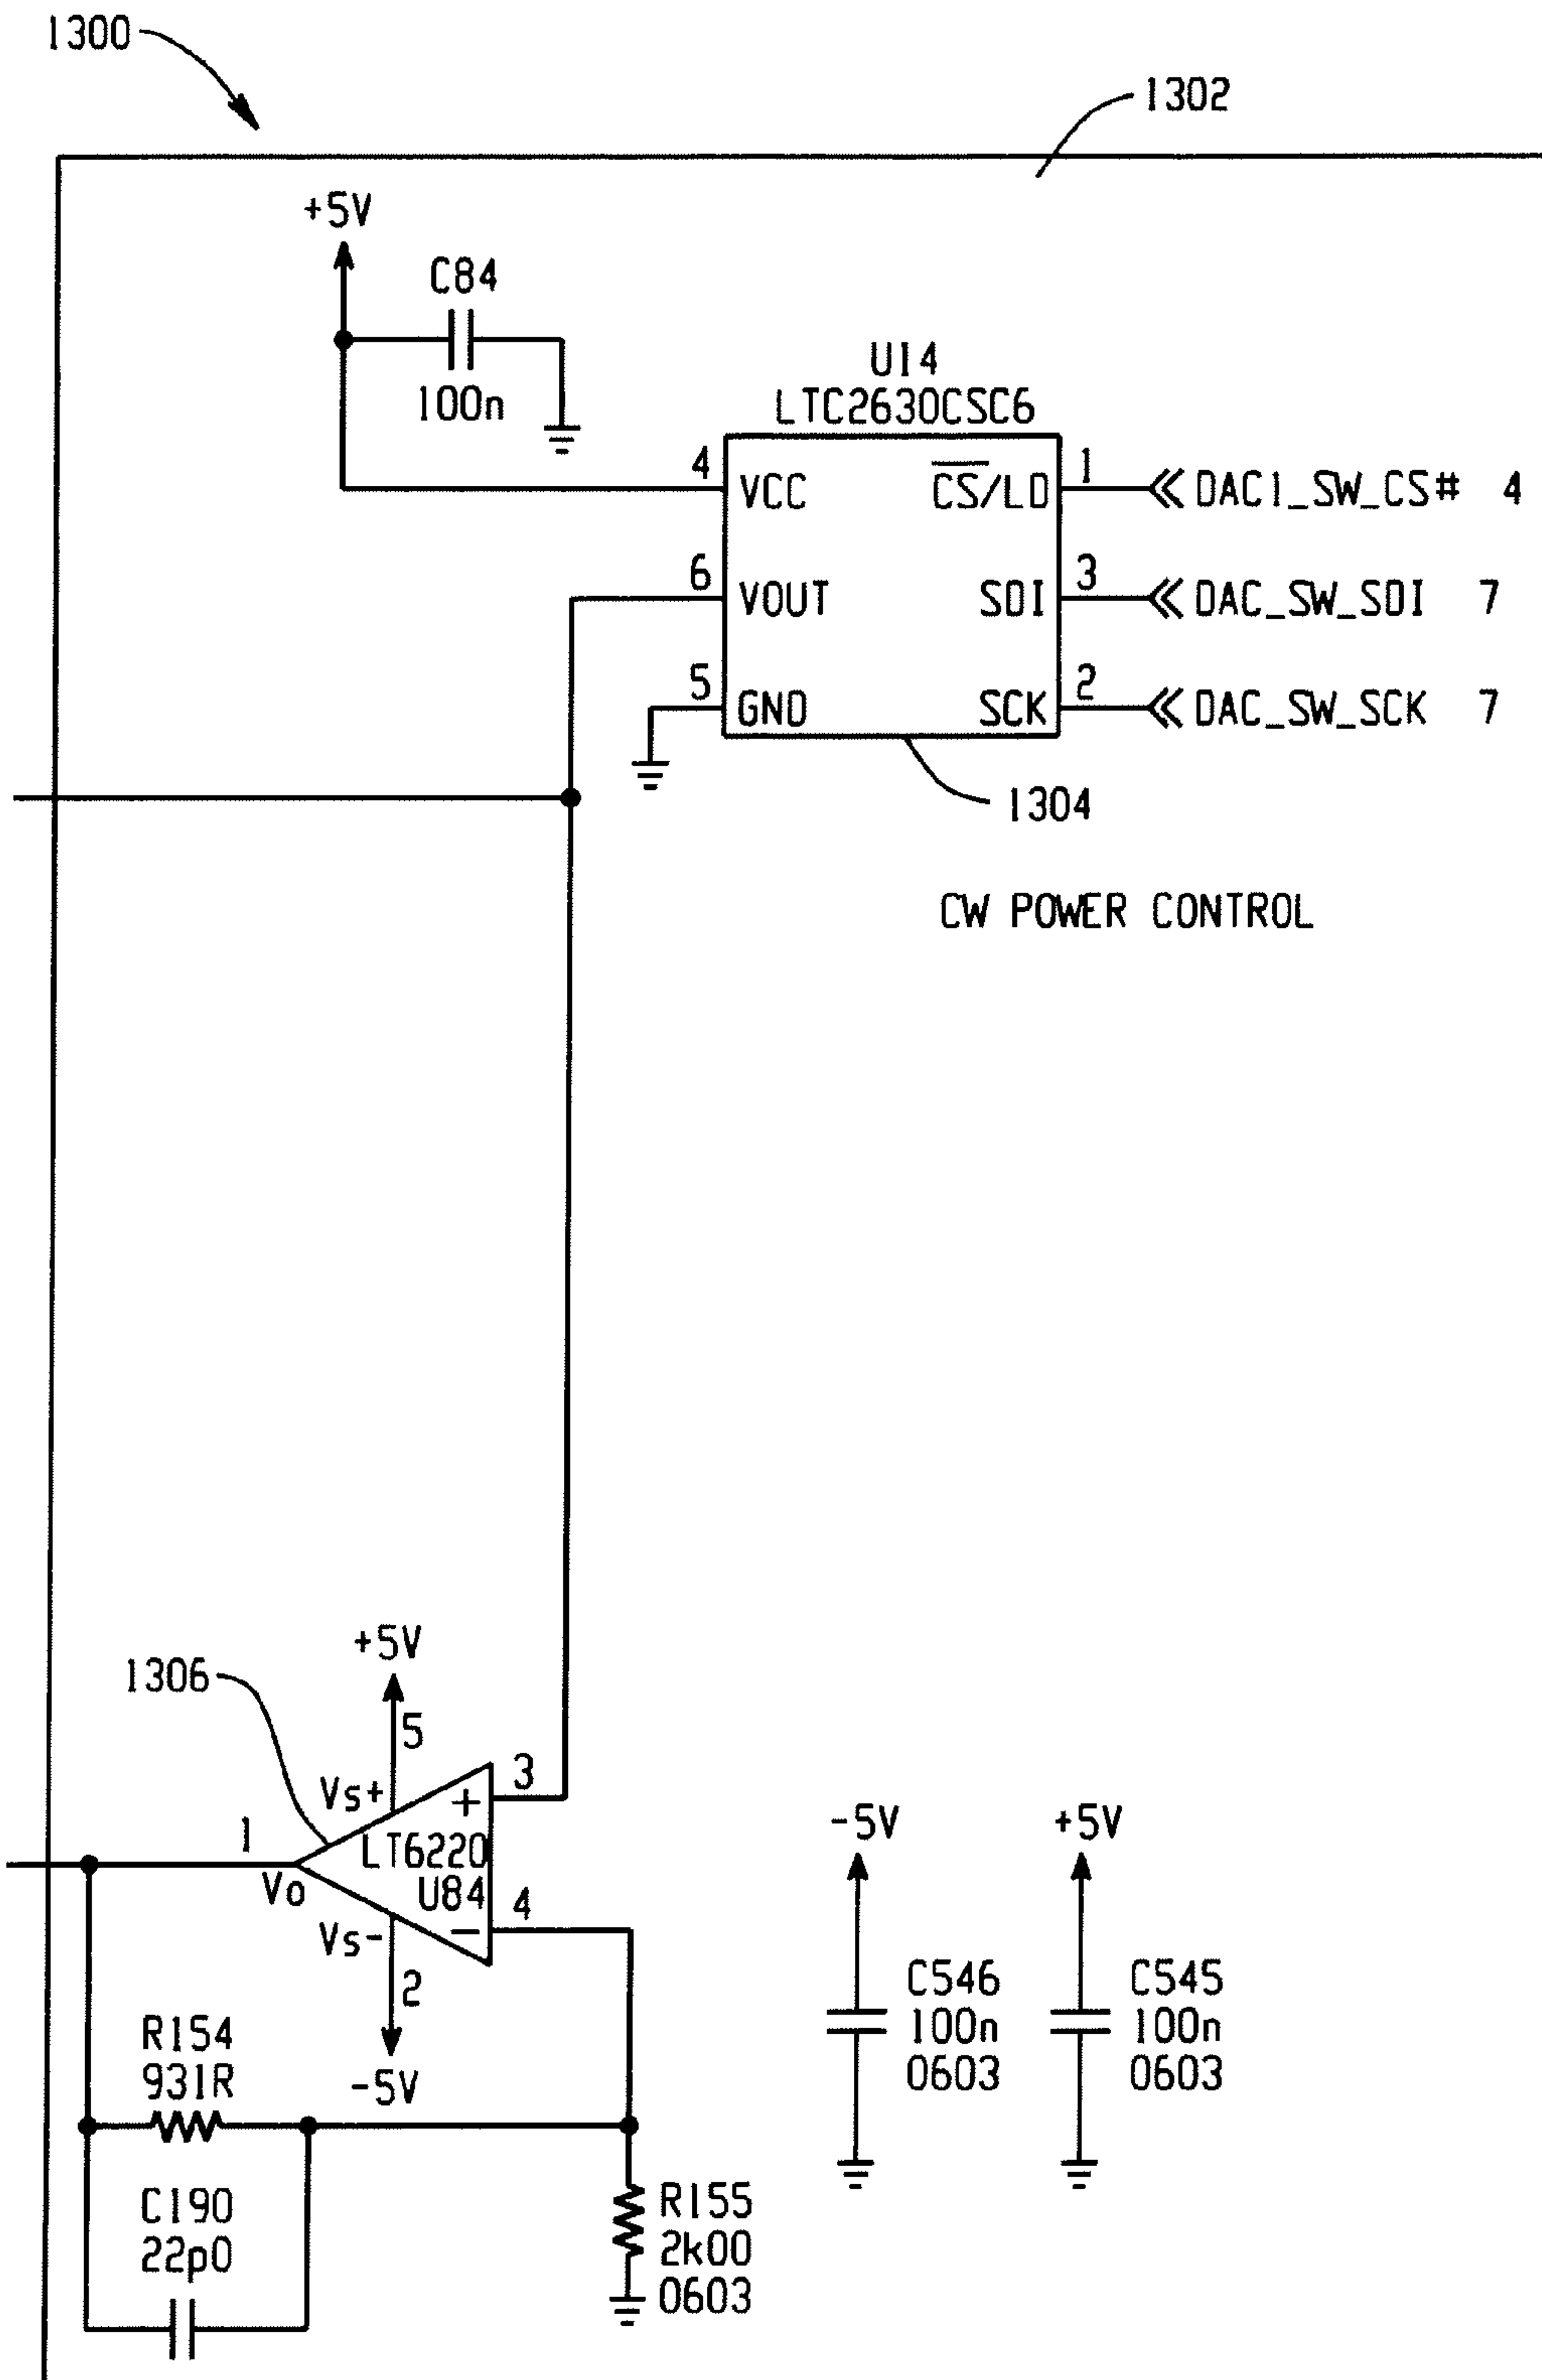 1300
1302
+5V
C84
100n
U14
LTC2630CSC6
4 VCC CS/LD 1 DAC1_SW_CS# 4
6 VOUT SDI 3 DAC_SW_SDI 7
5 GND SCK 2 DAC_SW_SCK 7
1304
CW POWER CONTROL
+5V
1306
5
Vs+
3
+
1
LT6220
Vo
U84
4
Vs-
−
2
-5V
R154
931R
C190
22p0
R155
2k00
0603
-5V
+5V
C546
100n
0603
C545
100n
0603